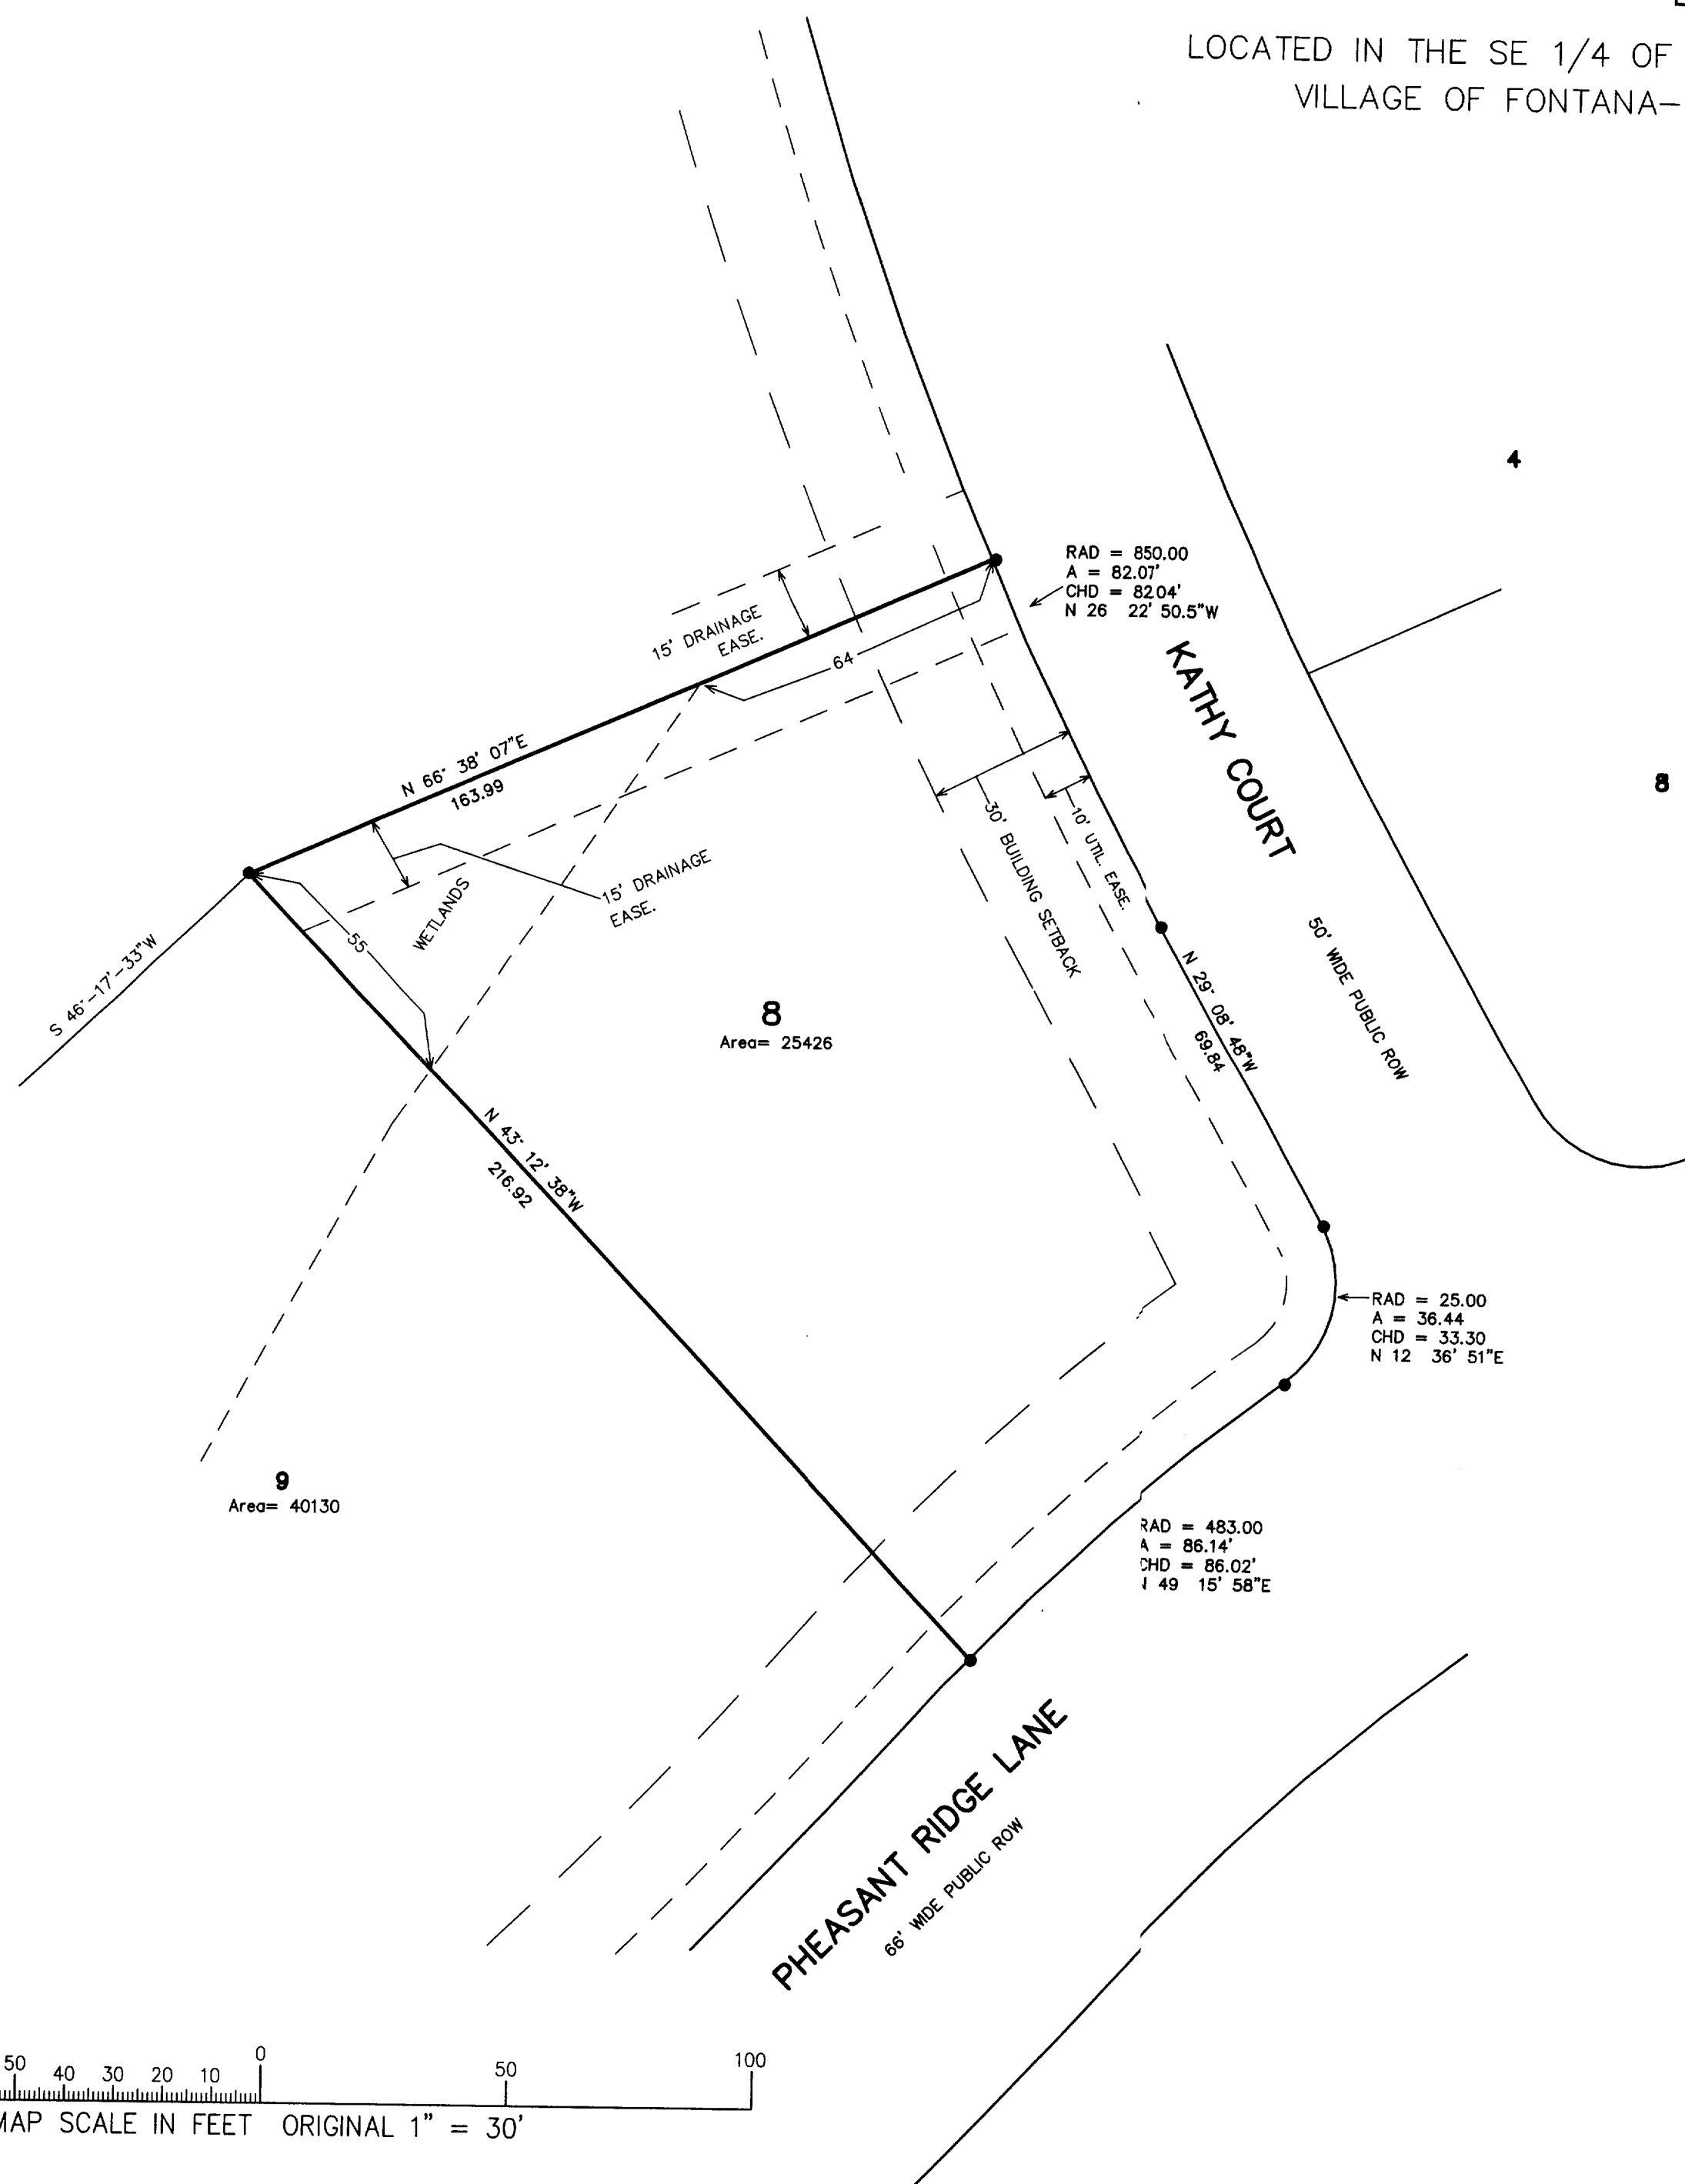 LOCATED IN THE SE 1/4 OF
VILLAGE OF FONTANA-
4
RAD = 850.00
A = 82.07'
CHD = 82.04'
N 26 22' 50.5"W
15' DRAINAGE
EASE.
64
KATHY COURT
N 66° 38' 07"E
163.99
8
30' BUILDING SETBACK
10' UTIL. EASE.
15' DRAINAGE
EASE.
WETLANDS
55
S 46°-17'-33"W
50' WIDE PUBLIC ROW
N 29° 08' 48"W
69.84
8
Area= 25426
N 43° 12' 38"W
216.92
RAD = 25.00
A = 36.44
CHD = 33.30
N 12 36' 51"E
9
Area= 40130
RAD = 483.00
A = 86.14'
CHD = 86.02'
49 15' 58"E
PHEASANT RIDGE LANE
66' WIDE PUBLIC ROW
50 40 30 20 10 0 50 100
MAP SCALE IN FEET ORIGINAL 1" = 30'